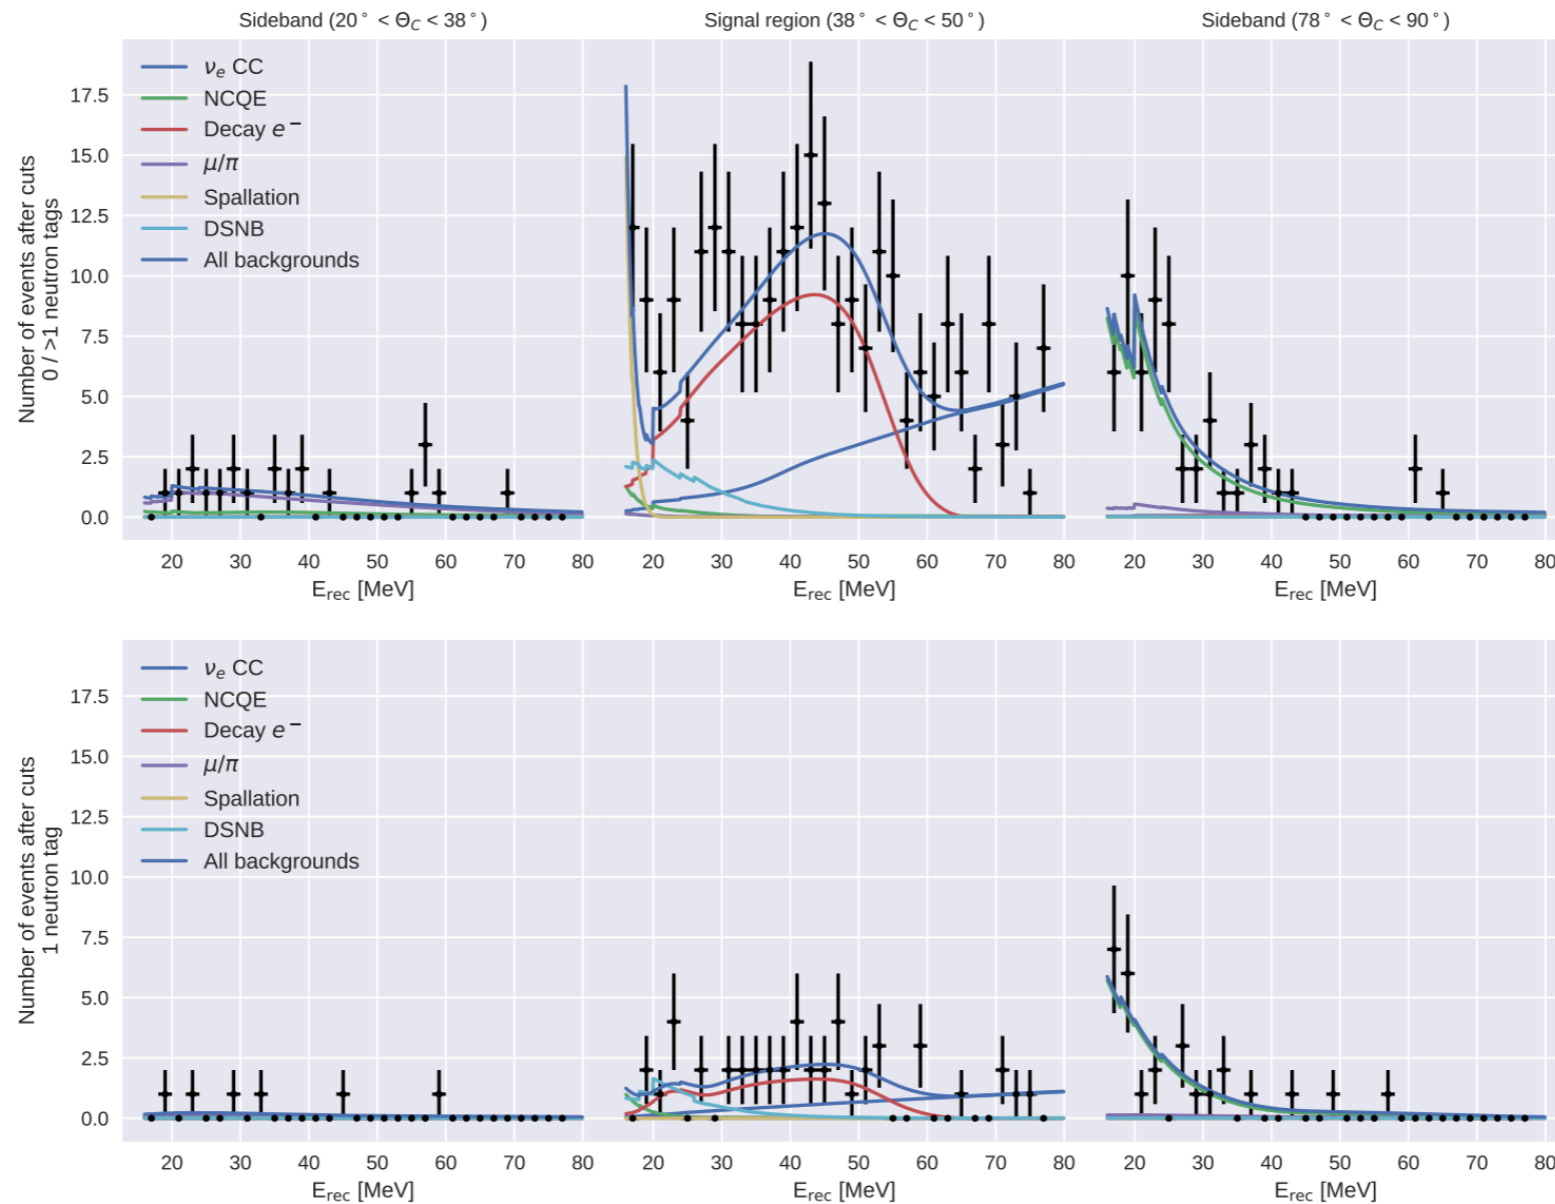 Sideband (20° < Θ_C < 38°)
Signal region (38° < Θ_C < 50°)
Sideband (78° < Θ_C < 90°)
Number of events after cuts
0 / >1 neutron tags
17.5
15.0
12.5
10.0
7.5
5.0
2.5
0.0
ν_e CC
NCQE
Decay e⁻
μ/π
Spallation
DSNB
All backgrounds
20 30 40 50 60 70 80
20 30 40 50 60 70 80
20 30 40 50 60 70 80
E_rec [MeV]
E_rec [MeV]
E_rec [MeV]
Number of events after cuts
1 neutron tag
17.5
15.0
12.5
10.0
7.5
5.0
2.5
0.0
ν_e CC
NCQE
Decay e⁻
μ/π
Spallation
DSNB
All backgrounds
20 30 40 50 60 70 80
20 30 40 50 60 70 80
20 30 40 50 60 70 80
E_rec [MeV]
E_rec [MeV]
E_rec [MeV]